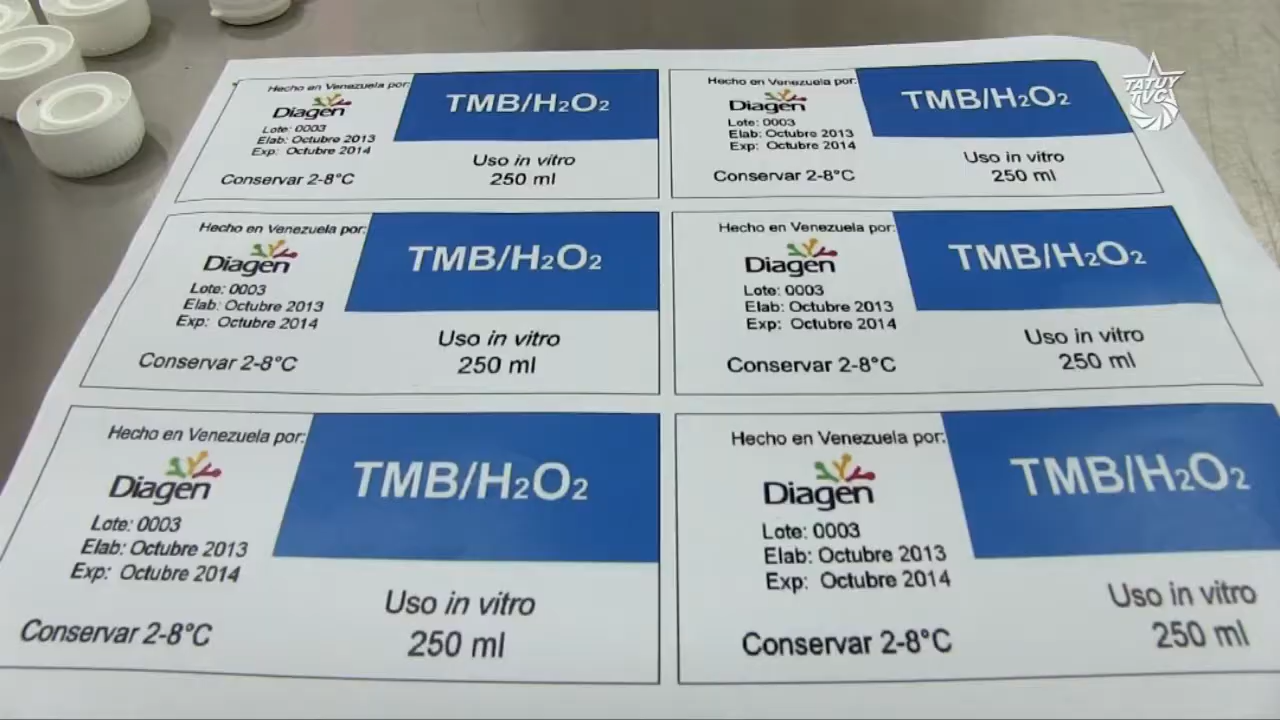 Hecho en Venezuela por:
Diagen
Lote: 0003
Elab: Octubre 2013
Exp: Octubre 2014
Conservar 2-8°C
TMB/H₂O₂
Uso in vitro
250 ml
Hecho en Venezuela por:
Diagen
Lote: 0003
Elab: Octubre 2013
Exp: Octubre 2014
Conservar 2-8°C
TMB/H₂O₂
Uso in vitro
250 ml
Hecho en Venezuela por:
Diagen
Lote: 0003
Elab: Octubre 2013
Exp: Octubre 2014
Conservar 2-8°C
TMB/H₂O₂
Uso in vitro
250 ml
Hecho en Venezuela por:
Diagen
Lote: 0003
Elab: Octubre 2013
Exp: Octubre 2014
Conservar 2-8°C
TMB/H₂O₂
Uso in vitro
250 ml
Hecho en Venezuela por:
Diagen
Lote: 0003
Elab: Octubre 2013
Exp: Octubre 2014
Conservar 2-8°C
TMB/H₂O₂
Uso in vitro
250 ml
Hecho en Venezuela por:
Diagen
Lote: 0003
Elab: Octubre 2013
Exp: Octubre 2014
Conservar 2-8°C
TMB/H₂O₂
Uso in vitro
250 ml
TATUY
TVC